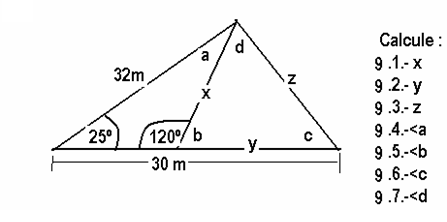 32m
a
d
x
z
25º
120º
b
y
c
30 m
Calcule :
9 .1.- x
9 .2.- y
9 .3.- z
9 .4.-<a
9 .5.-<b
9 .6.-<c
9 .7.-<d